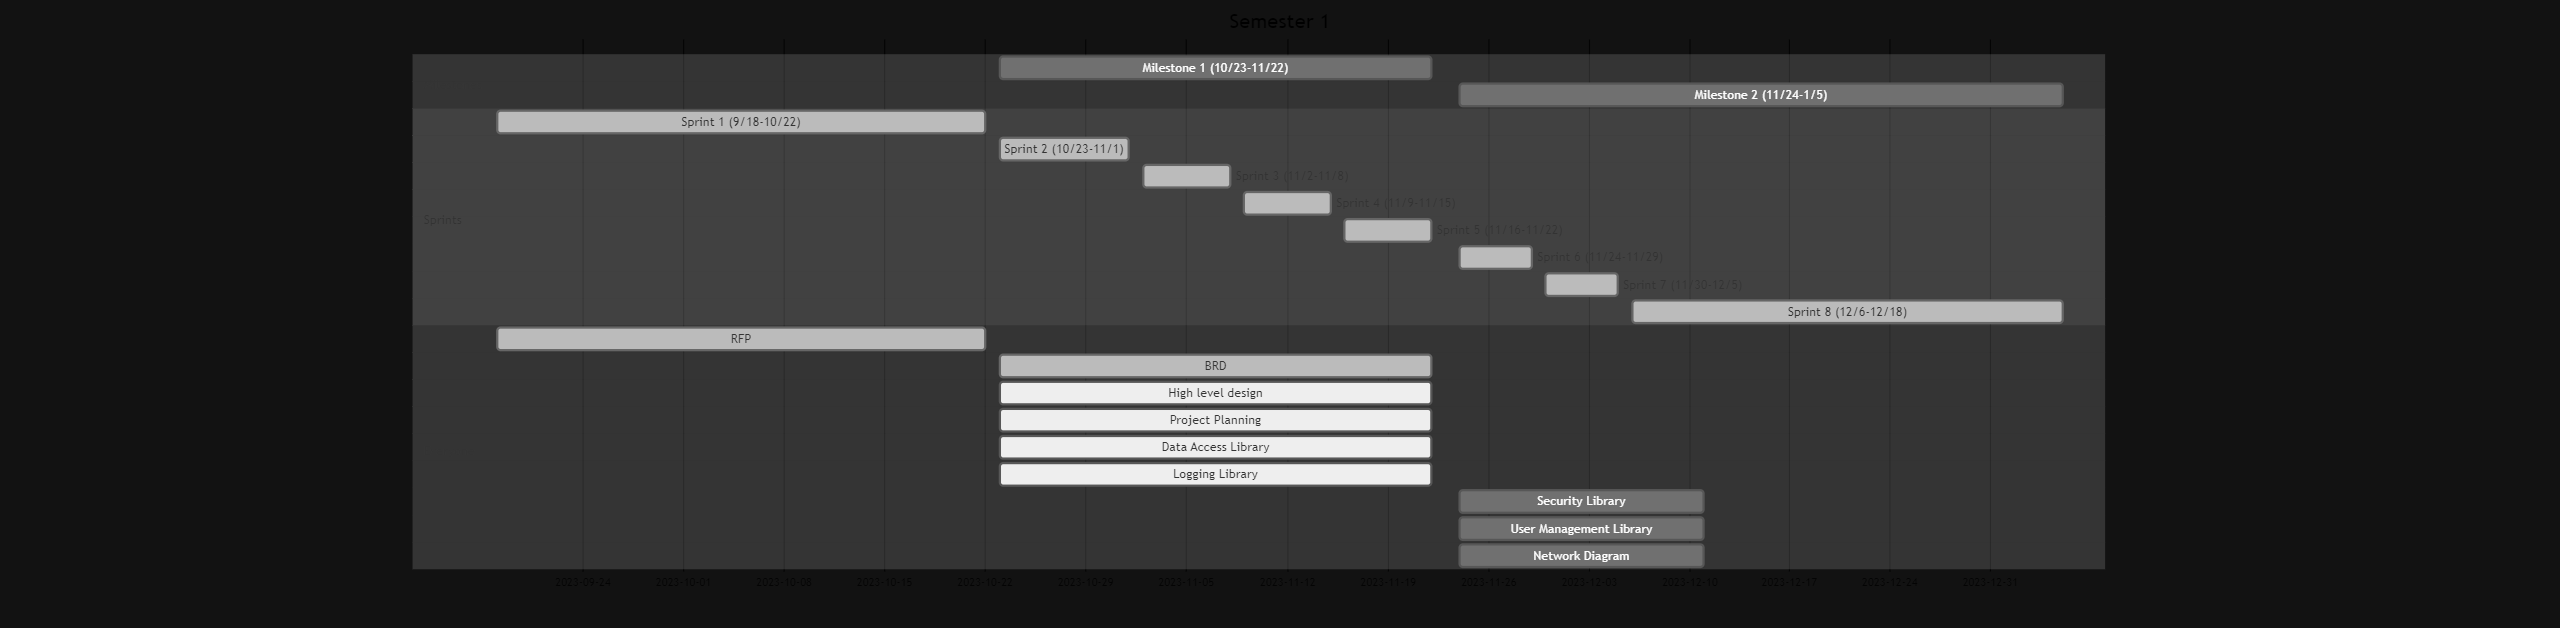 Semester 1
Milestone 1 (10/23-11/22)
Milestone 2 (11/24-1/5)
Sprint 1 (9/18-10/22)
Sprint 2 (10/23-11/1)
Sprint 3 (11/2-11/8)
Sprint 4 (11/9-11/15)
Sprints
Sprint 5 (11/16-11/22)
Sprint 6 (11/24-11/29)
Sprint 7 (11/30-12/5)
Sprint 8 (12/6-12/18)
RFP
BRD
High level design
Project Planning
Data Access Library
Logging Library
Security Library
User Management Library
Network Diagram
2023-09-24 2023-10-01 2023-10-08 2023-10-15 2023-10-22 2023-10-29 2023-11-05 2023-11-12 2023-11-19 2023-11-26 2023-12-03 2023-12-10 2023-12-17 2023-12-24 2023-12-31